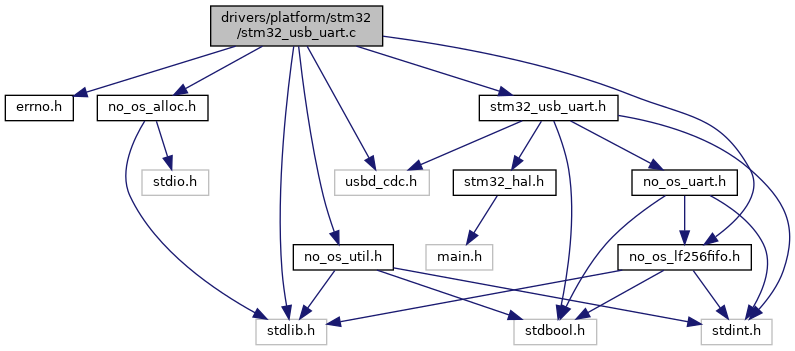 drivers/platform/stm32
/stm32_usb_uart.c
errno.h
no_os_alloc.h
stm32_usb_uart.h
stdio.h
usbd_cdc.h
stm32_hal.h
no_os_uart.h
no_os_util.h
main.h
no_os_lf256fifo.h
stdlib.h
stdbool.h
stdint.h